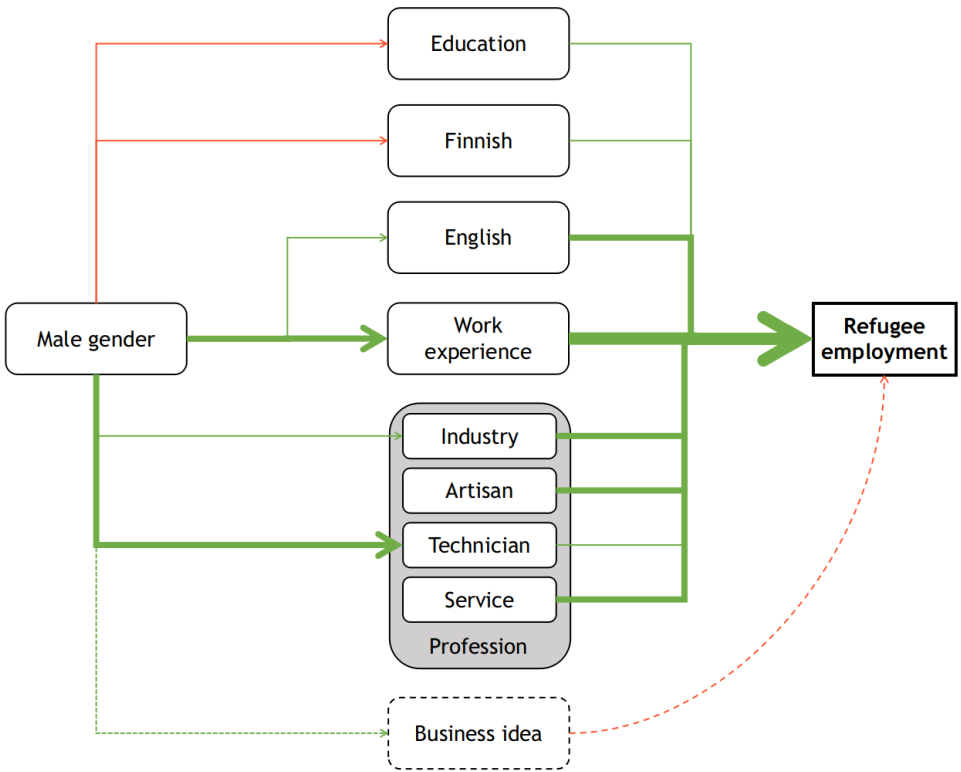 Education
Finnish
English
Male gender
Work
experience
Refugee
employment
Industry
Artisan
Technician
Service
Profession
Business idea